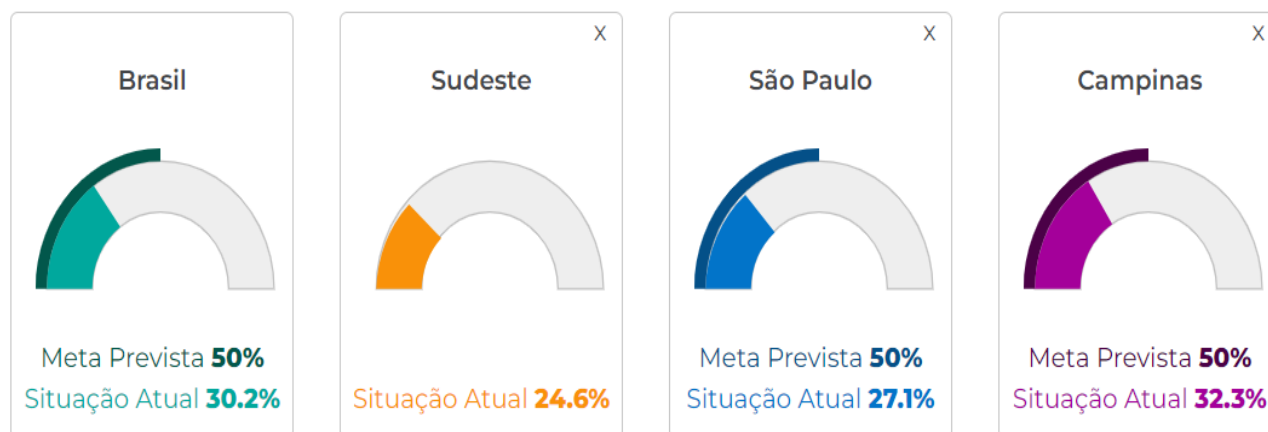 Brasil
Meta Prevista 50%
Situação Atual 30.2%
X
Sudeste
Situação Atual 24.6%
X
São Paulo
Meta Prevista 50%
Situação Atual 27.1%
X
Campinas
Meta Prevista 50%
Situação Atual 32.3%